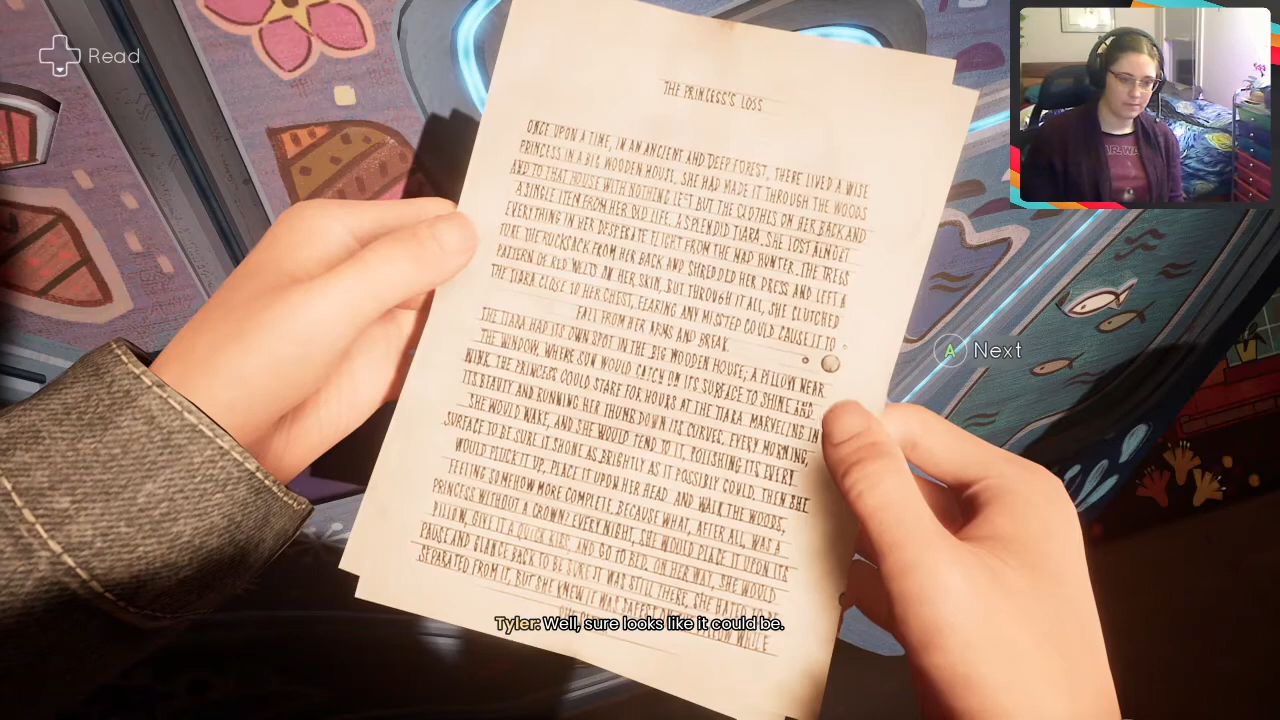 Read
THE PRINCESS'S LOSS
ONCE UPON A TIME, IN AN ANCIENT AND DEEP FOREST, THERE LIVED A WISE
PRINCESS IN A BIG WOODEN HOUSE. SHE HAD MADE IT THROUGH THE WOODS
AND TO THAT HOUSE WITH NOTHING LEFT BUT THE CLOTHES ON HER BACK AND
A SINGLE ITEM FROM HER OLD LIFE, A SPLENDID TIARA. SHE LOST ALMOST
EVERYTHING IN HER DESPERATE FLIGHT FROM THE MAD HUNTER. THE TREES
TORE THE RUCKSACK FROM HER BACK AND SHREDDED HER DRESS AND LEFT A
PATTERN OF RED WELTS ON HER SKIN, BUT THROUGH IT ALL, SHE CLUTCHED
THE TIARA CLOSE TO HER CHEST, FEARING ANY MISSTEP COULD CAUSE IT TO
FALL FROM HER ARMS AND BREAK.
THE TIARA HAD ITS OWN SPOT IN THE BIG WOODEN HOUSE; A PILLOW NEAR
THE WINDOW, WHERE SUN WOULD CATCH ON ITS SURFACE TO SHINE AND
WINK. THE PRINCESS COULD STARE FOR HOURS AT THE TIARA, MARVELING IN
ITS BEAUTY AND RUNNING HER THUMB DOWN ITS CURVES. EVERY MORNING,
SHE WOULD WAKE, AND SHE WOULD TEND TO IT, POLISHING ITS EVERY
SURFACE TO BE SURE IT SHONE AS BRIGHTLY AS IT POSSIBLY COULD. THEN SHE
WOULD PLUCK IT UP, PLACE IT UPON HER HEAD, AND WALK THE WOODS,
FEELING SOMEHOW MORE COMPLETE. BECAUSE WHAT, AFTER ALL, WAS A
PRINCESS WITHOUT A CROWN? EVERY NIGHT, SHE WOULD PLACE IT UPON ITS
PILLOW, GIVE IT A QUICK KISS, AND GO TO BED. ON HER WAY, SHE WOULD
PAUSE AND GLANCE BACK TO BE SURE IT WAS STILL THERE. SHE HATED TO BE
SEPARATED FROM IT, BUT SHE KNEW IT WAS SAFEST PILLOW WHILE
A Next
Tyler: Well, sure looks like it could be.